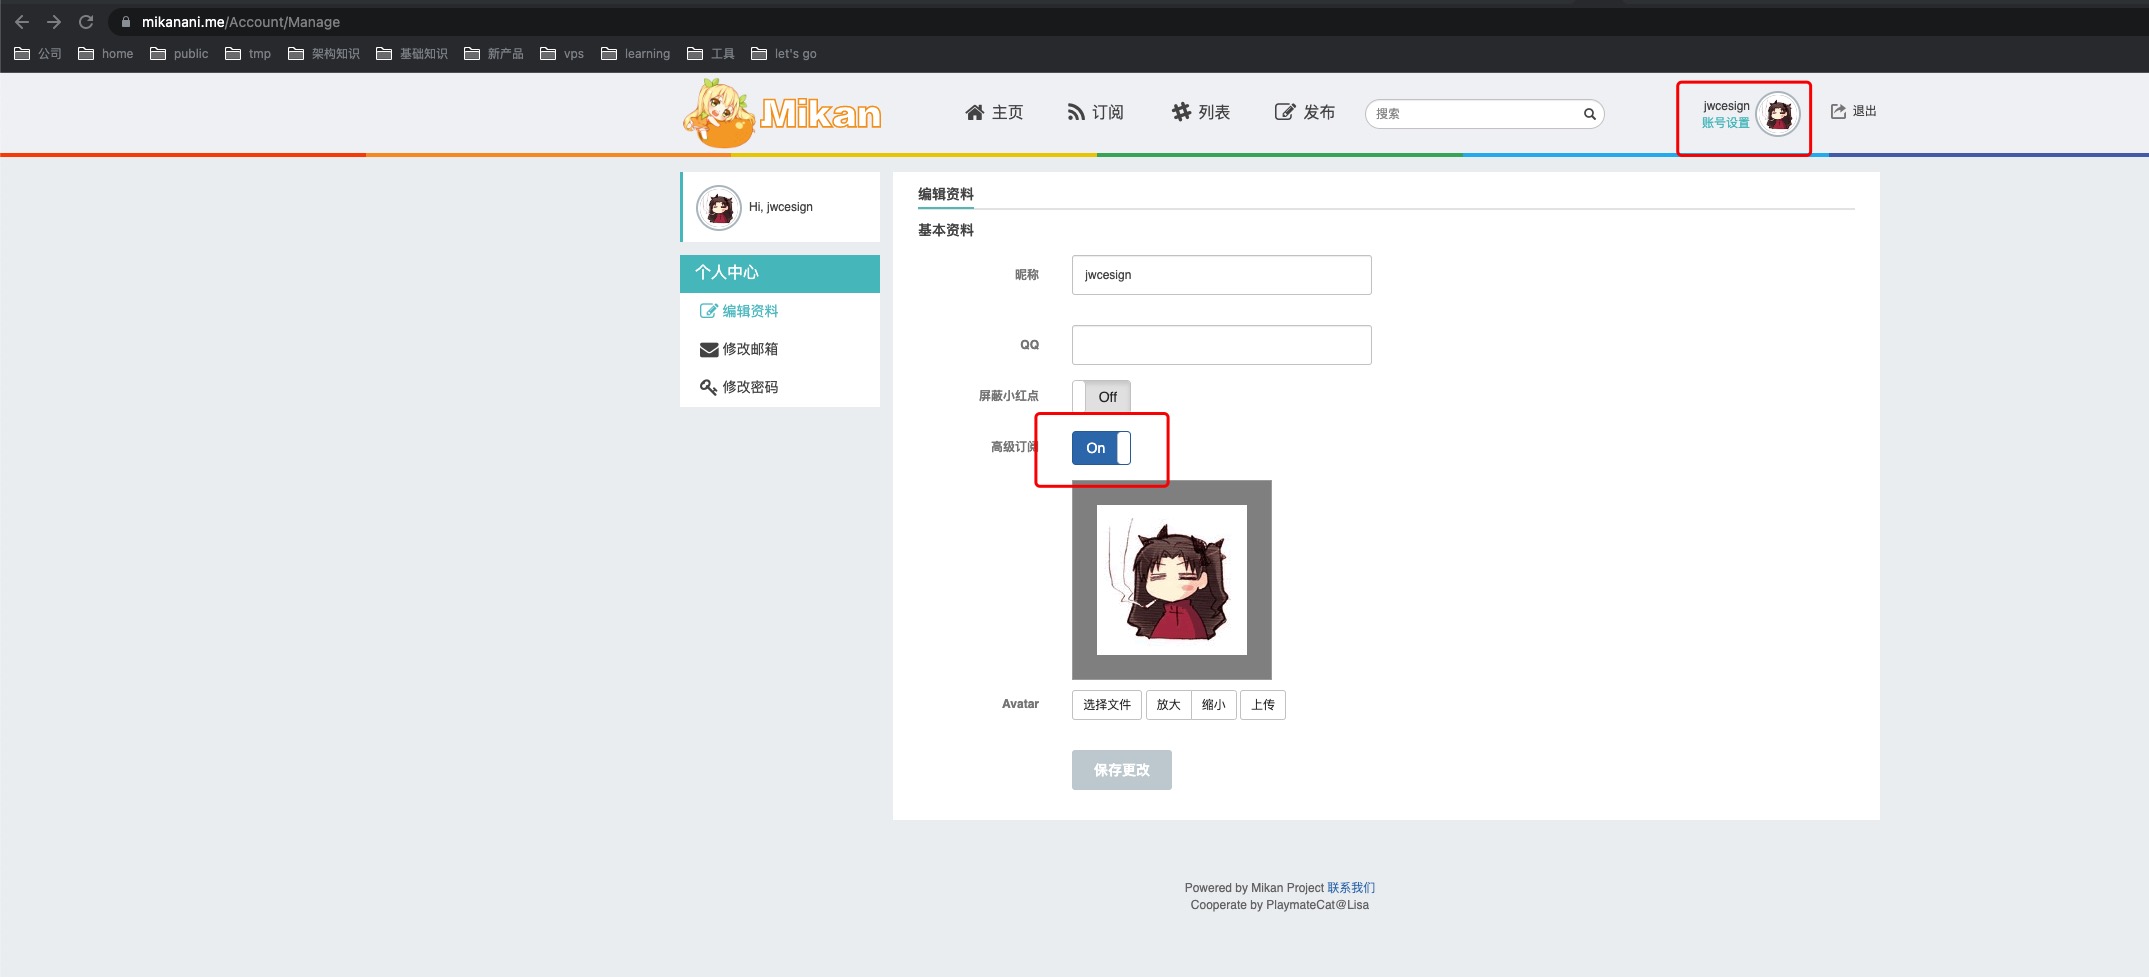 mikanani.me/Account/Manage
公司 home public tmp 架构知识 基础知识 新产品 vps learning 工具 let's go
Mikan 主页 订阅 列表 发布 搜索 jwcesign 退出
账号设置
Hi, jwcesign
个人中心
编辑资料
修改邮箱
修改密码
编辑资料
基本资料
昵称 jwcesign
QQ
屏蔽小红点 Off
高级订阅 On
Avatar 选择文件 放大 缩小 上传
保存更改
Powered by Mikan Project 联系我们
Cooperate by PlaymateCat@Lisa